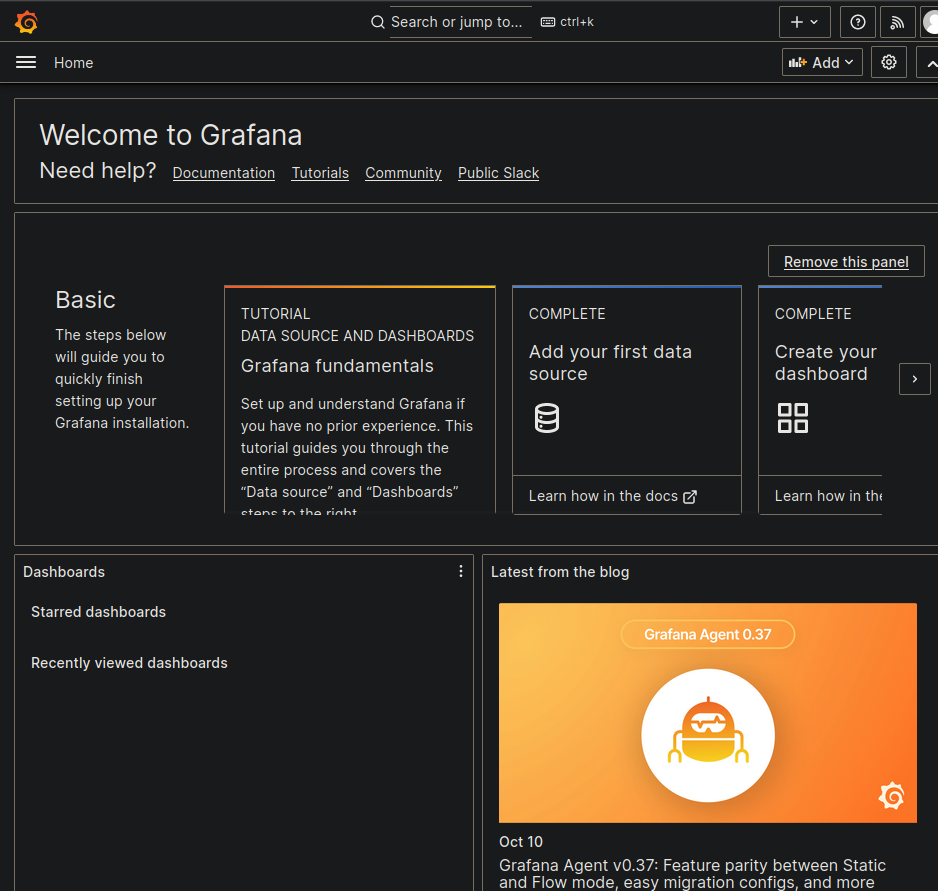 Search or jump to... ctrl+k
Home
Add
Welcome to Grafana
Need help? Documentation Tutorials Community Public Slack
Remove this panel
Basic
The steps below
will guide you to
quickly finish
setting up your
Grafana installation.
TUTORIAL
DATA SOURCE AND DASHBOARDS
Grafana fundamentals
Set up and understand Grafana if
you have no prior experience. This
tutorial guides you through the
entire process and covers the
“Data source” and “Dashboards”
steps to the right.
COMPLETE
Add your first data
source
Learn how in the docs
COMPLETE
Create your
dashboard
Learn how in the
Dashboards
Starred dashboards
Recently viewed dashboards
Latest from the blog
Grafana Agent 0.37
Oct 10
Grafana Agent v0.37: Feature parity between Static
and Flow mode, easy migration configs, and more